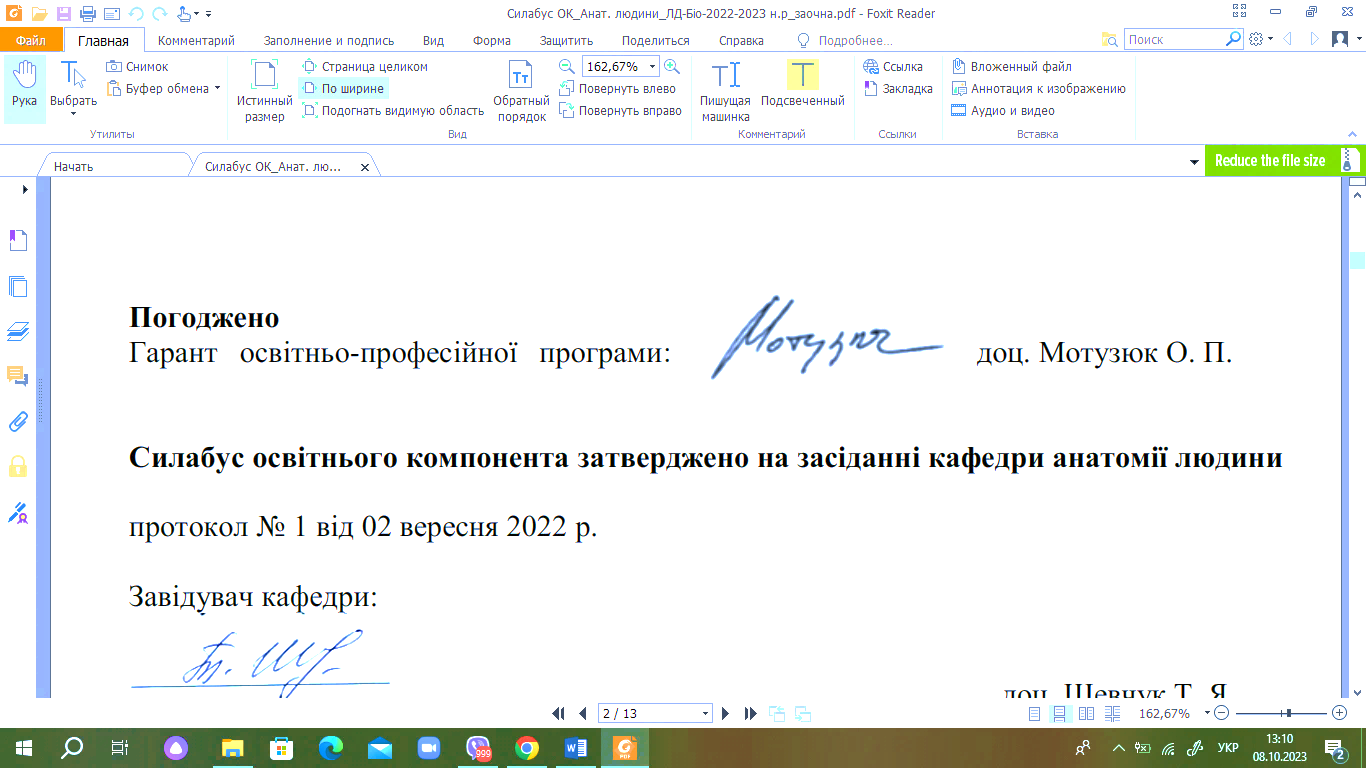 Силабус ОК_Анат. людини_ЛД-Бю-2022-2023 н.р_заочна.pdf - Foxit Reader
Файл Главная Комментарий Заполнение и подпись Вид Форма Защитить Поделиться Справка Подробнее... Поиск
Рука
Выбрать
Снимок
Буфер обмена
Утилиты
Истинный размер
Страница целиком
По ширине
Подогнать видимую область
Обратный порядок
162,67%
Повернуть влево
Повернуть вправо
Вид
Пишущая машинка
Подсвеченный
Комментарий
Ссылка
Закладка
Ссылки
Вложенный файл
Аннотация к изображению
Аудио и видео
Вставка
Начать
Силабус ОК_Анат. лю...
Reduce the file size
Погоджено
Гарант освітньо-професійної програми: Мотузюк доц. Мотузюк О. П.
Силабус освітнього компонента затверджено на засіданні кафедри анатомії людини
протокол № 1 від 02 вересня 2022 р.
Завідувач кафедри:
доц. Шевчук Т. Я.
2 / 13
162,67%
999
PDF
УКР
13:10
08.10.2023
2